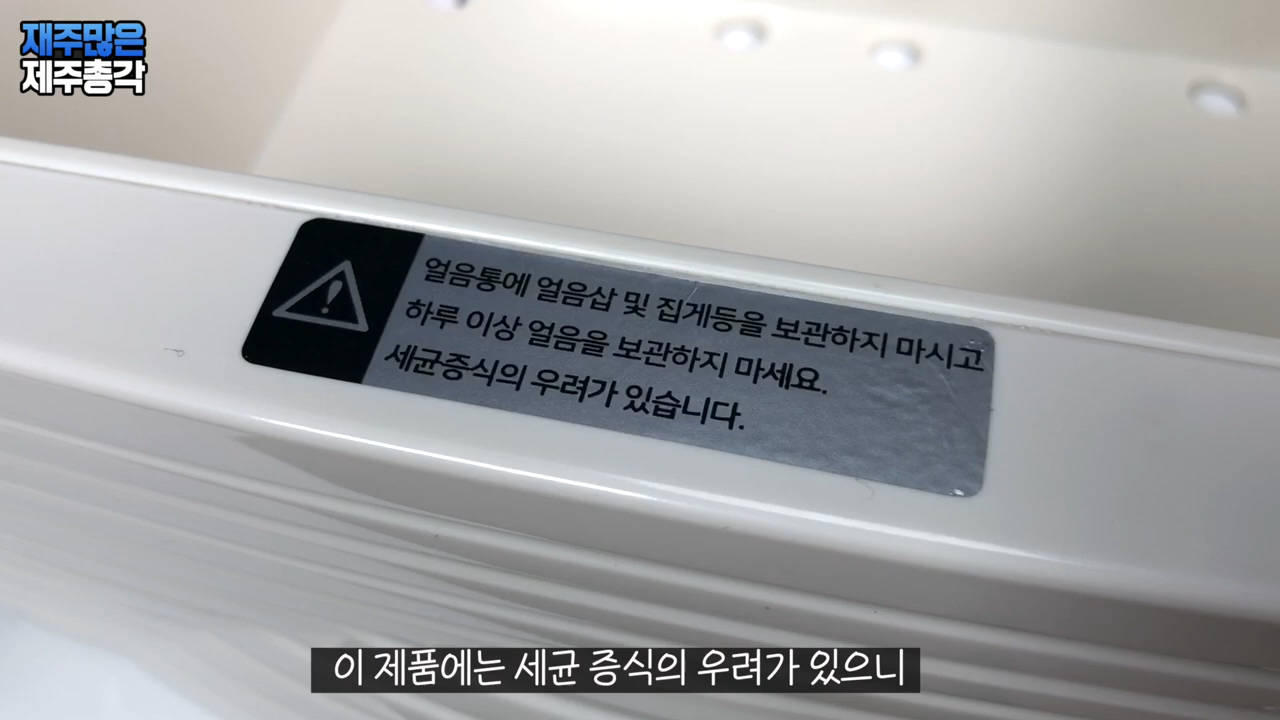 재주많은
제주총각
얼음통에 얼음삽 및 집게등을 보관하지 마시고
하루 이상 얼음을 보관하지 마세요.
세균증식의 우려가 있습니다.
이 제품에는 세균 증식의 우려가 있으니